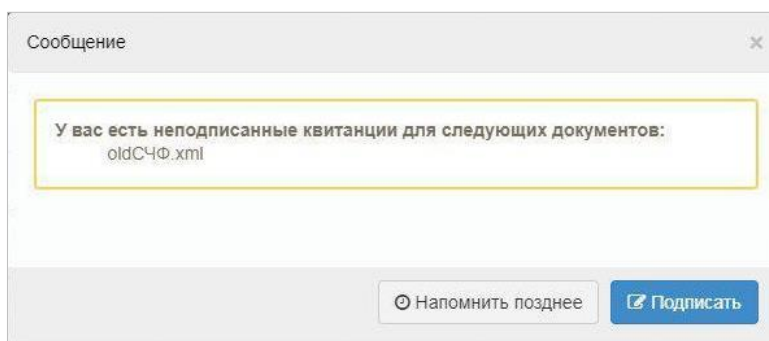 Сообщение
У вас есть неподписанные квитанции для следующих документов:
oldСЧФ.xml
Напомнить позднее
Подписать